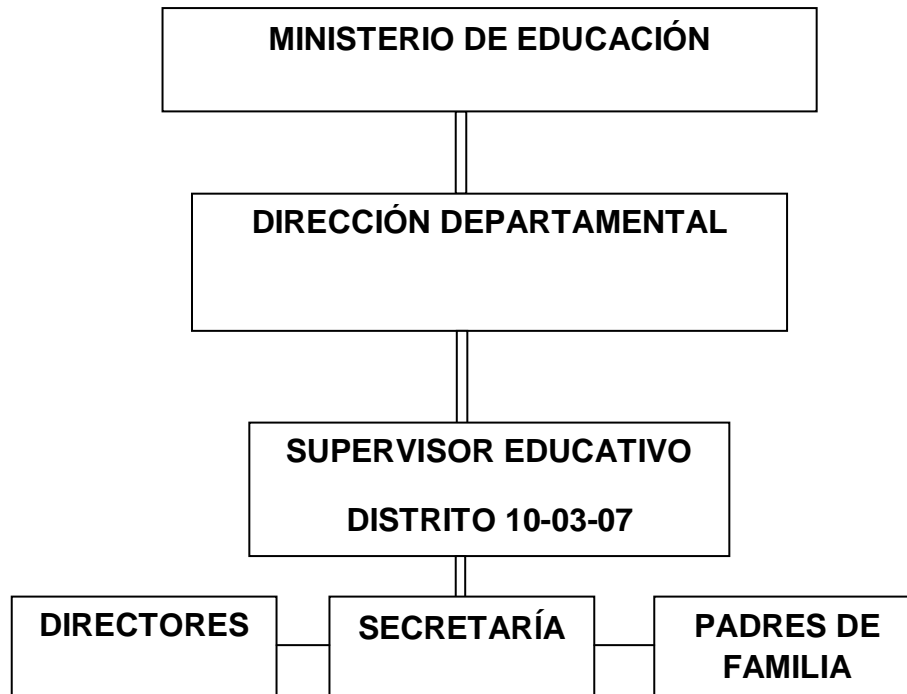 MINISTERIO DE EDUCACIÓN
DIRECCIÓN DEPARTAMENTAL
SUPERVISOR EDUCATIVO
DISTRITO 10-03-07
DIRECTORES
SECRETARÍA
PADRES DE
FAMILIA